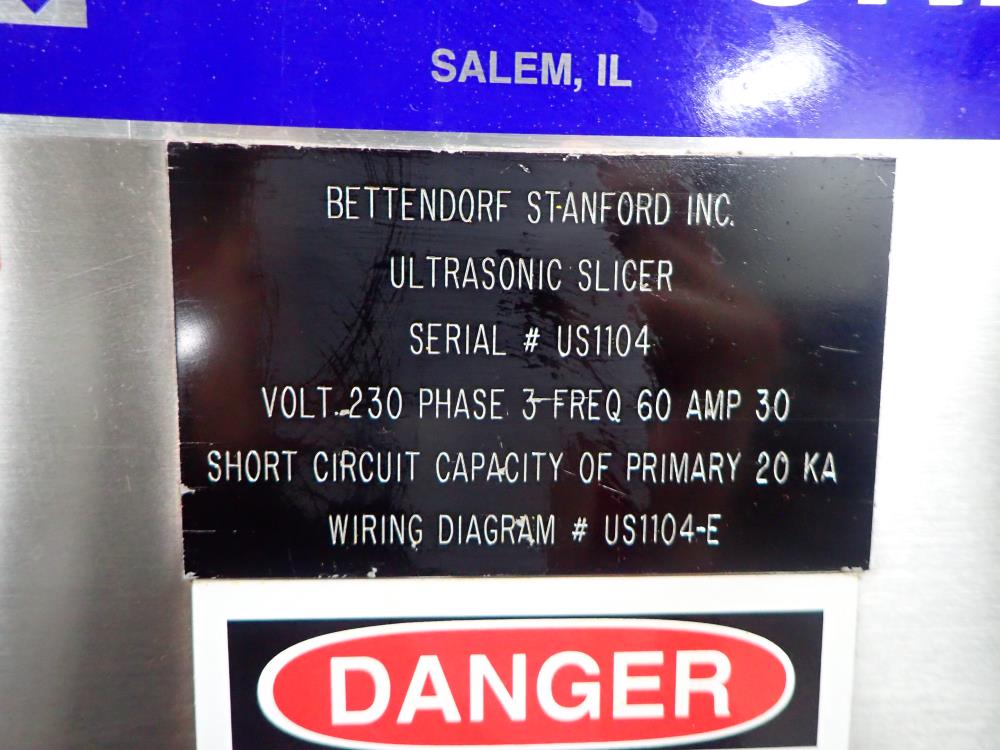 SALEM, IL
BETTENDORF STANFORD INC.
ULTRASONIC SLICER
SERIAL # US1104
VOLT. 230 PHASE 3 FREQ 60 AMP 30
SHORT CIRCUIT CAPACITY OF PRIMARY 20 KA
WIRING DIAGRAM # US1104-E
DANGER